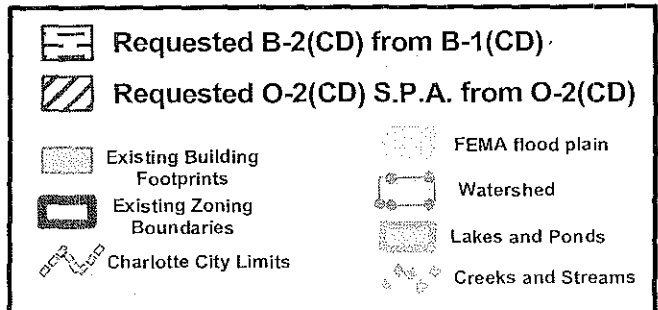 Requested B-2(CD) from B-1(CD)
Requested O-2(CD) S.P.A. from O-2(CD)
Existing Building
Footprints
Existing Zoning
Boundaries
Charlotte City Limits
FEMA flood plain
Watershed
Lakes and Ponds
Creeks and Streams